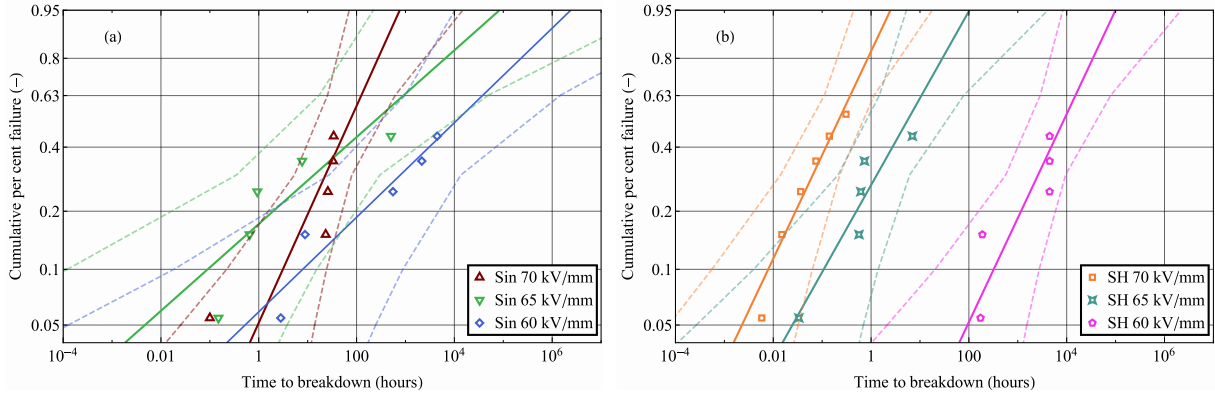 (a)
Cumulative per cent failure (−)
0.95
0.8
0.63
0.4
0.2
0.1
0.05
Sin 70 kV/mm
Sin 65 kV/mm
Sin 60 kV/mm
10⁻⁴ 0.01 1 100 10⁴ 10⁶
Time to breakdown (hours)
(b)
Cumulative per cent failure (−)
0.95
0.8
0.63
0.4
0.2
0.1
0.05
SH 70 kV/mm
SH 65 kV/mm
SH 60 kV/mm
10⁻⁴ 0.01 1 100 10⁴ 10⁶
Time to breakdown (hours)